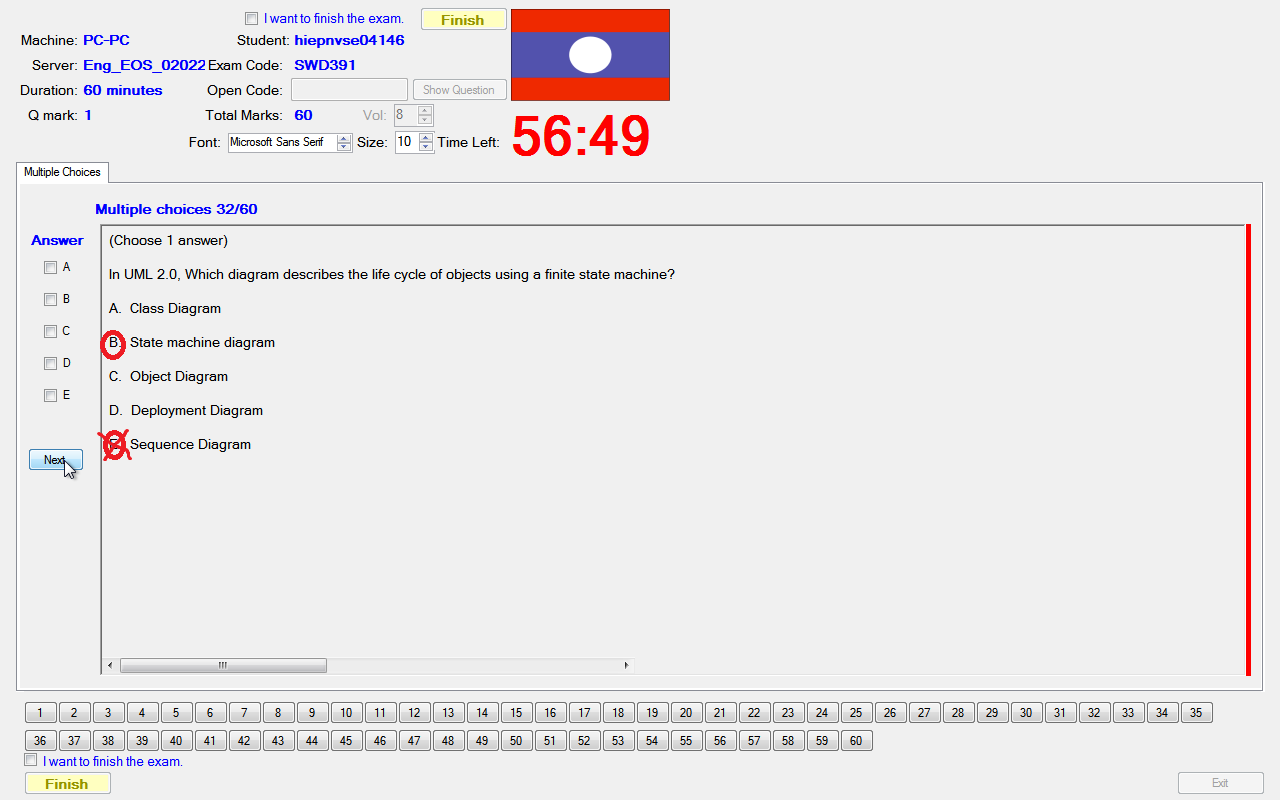 I want to finish the exam.
Finish
Machine: PC-PC
Student: hiepnvse04146
Server: Eng_EOS_02022
Exam Code: SWD391
Duration: 60 minutes
Open Code:
Show Question
Q mark: 1
Total Marks: 60
Vol: 8
Font: Microsoft Sans Serif
Size: 10
Time Left: 56:49
Multiple Choices
Multiple choices 32/60
Answer
A
B
C
D
E
Next
(Choose 1 answer)
In UML 2.0, Which diagram describes the life cycle of objects using a finite state machine?
A. Class Diagram
B. State machine diagram
C. Object Diagram
D. Deployment Diagram
Sequence Diagram
1 2 3 4 5 6 7 8 9 10 11 12 13 14 15 16 17 18 19 20 21 22 23 24 25 26 27 28 29 30 31 32 33 34 35
36 37 38 39 40 41 42 43 44 45 46 47 48 49 50 51 52 53 54 55 56 57 58 59 60
I want to finish the exam.
Finish
Exit